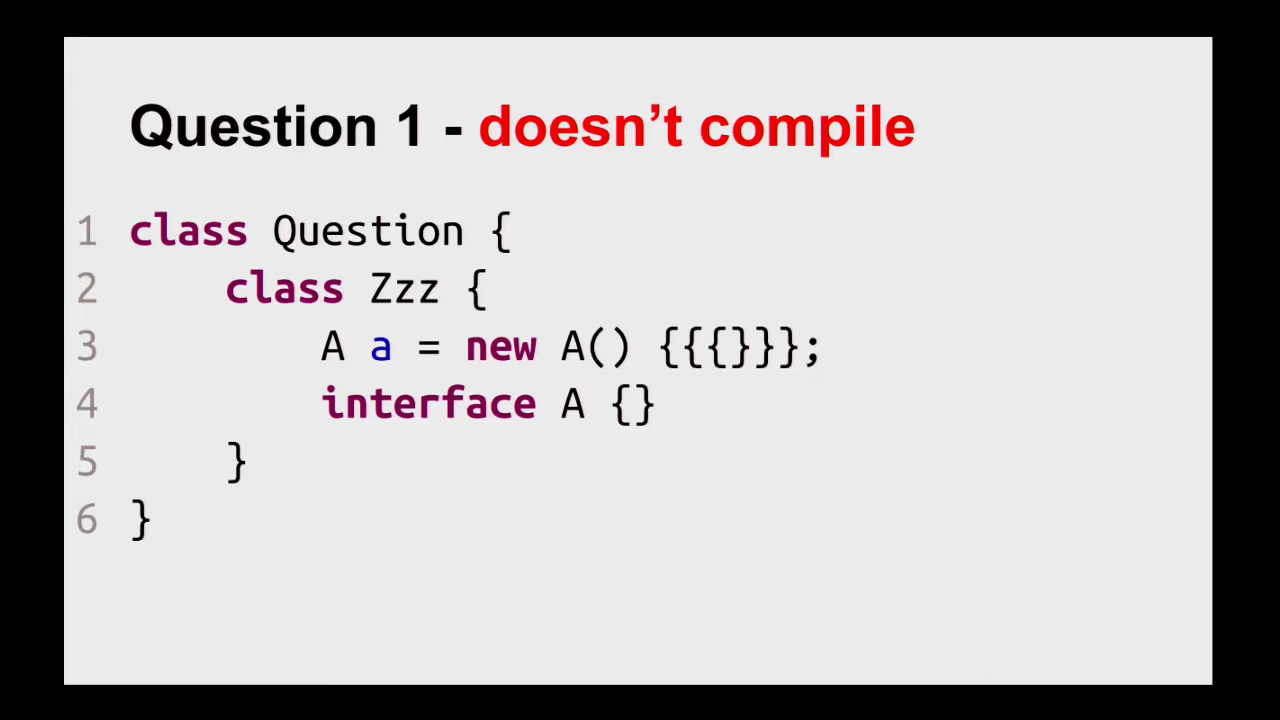 Question 1 - doesn’t compile
1 class Question {
2 class Zzz {
3 A a = new A() {{{}}};
4 interface A {}
5 }
6 }